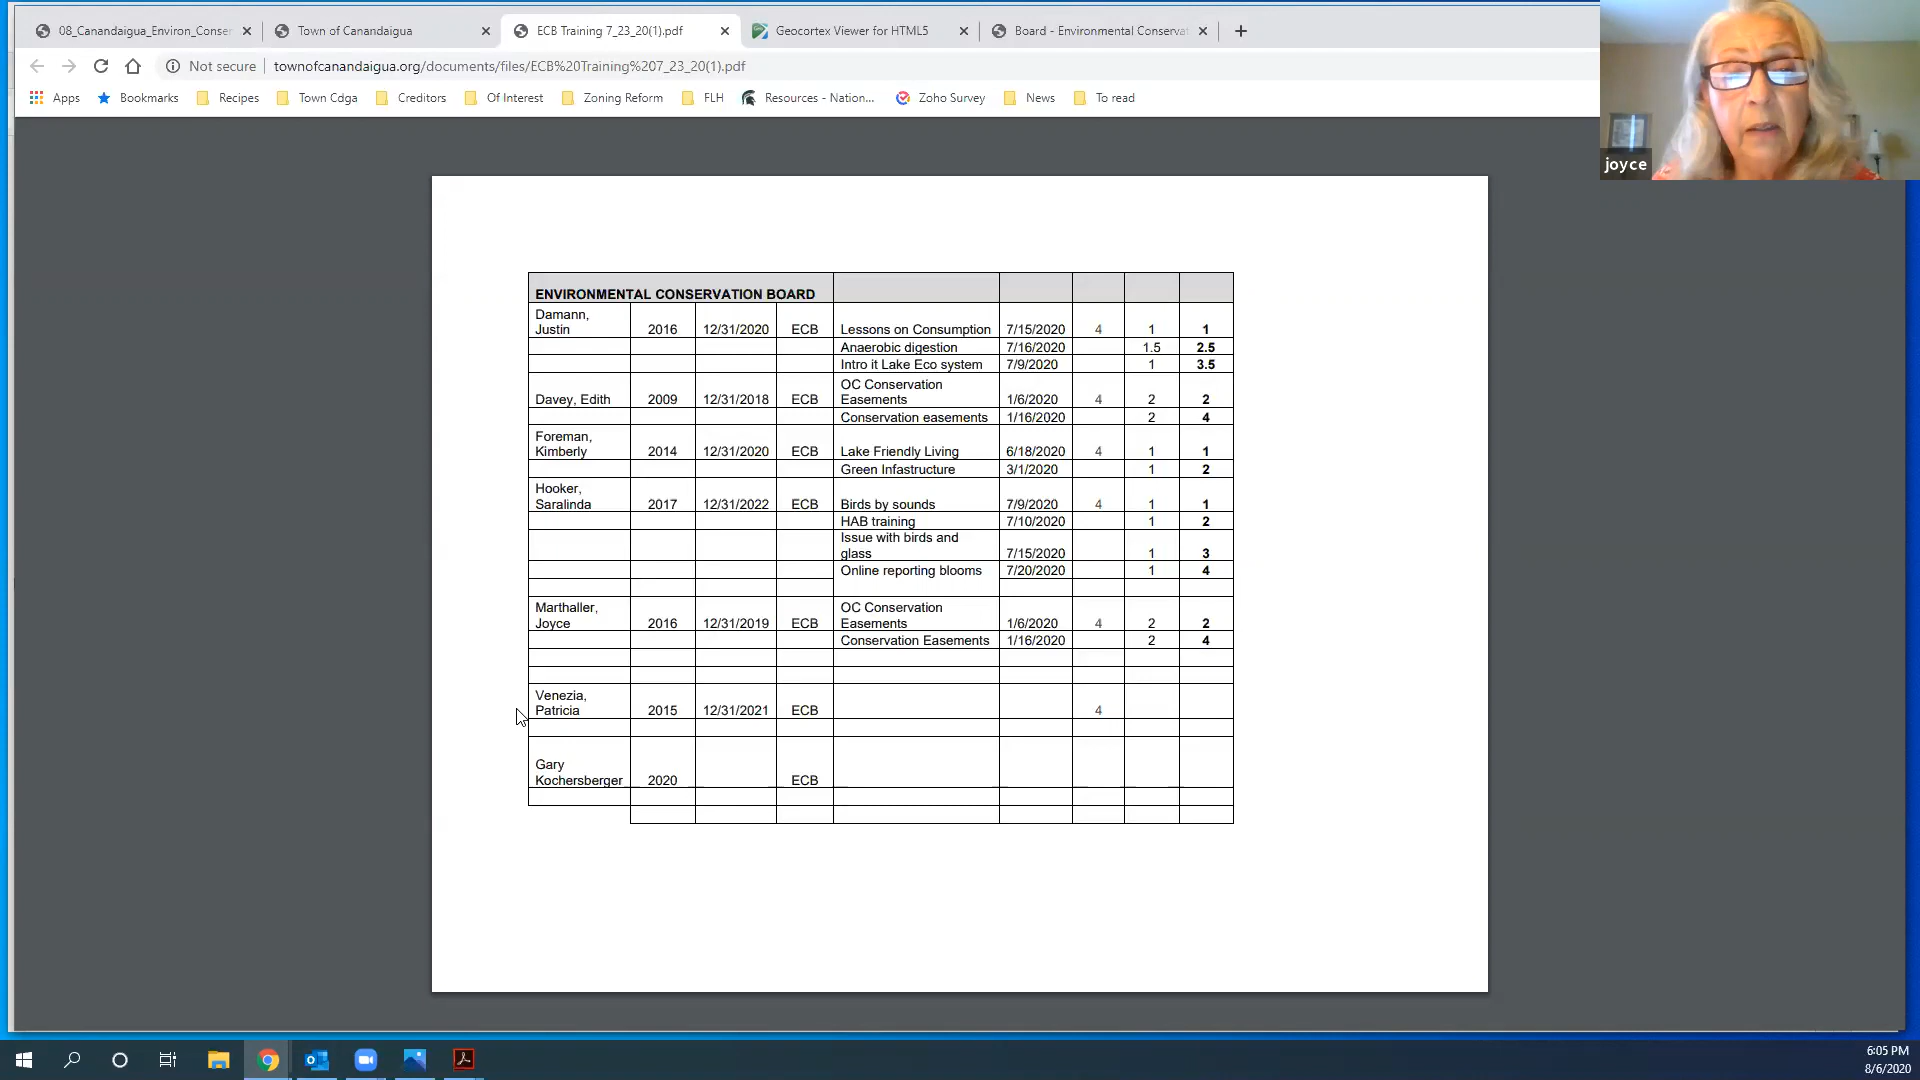 08_Canandaigua_Environ_Conser
Town of Canandaigua
ECB Training 7_23_20(1).pdf
Geocortex Viewer for HTML5
Board - Environmental Conservat
Not secure
townofcanandaigua.org/documents/files/ECB%20Training%207_23_20(1).pdf
Apps Bookmarks Recipes Town Cdga Creditors Of Interest Zoning Reform FLH Resources - Nation... Zoho Survey News To read
joyce
ENVIRONMENTAL CONSERVATION BOARD
Damann,
Justin 2016 12/31/2020 ECB Lessons on Consumption 7/15/2020 4 1 1
Anaerobic digestion 7/16/2020 1.5 2.5
Intro it Lake Eco system 7/9/2020 1 3.5
OC Conservation
Davey, Edith 2009 12/31/2018 ECB Easements 1/6/2020 4 2 2
Conservation easements 1/16/2020 2 4
Foreman,
Kimberly 2014 12/31/2020 ECB Lake Friendly Living 6/18/2020 4 1 1
Green Infastructure 3/1/2020 1 2
Hooker,
Saralinda 2017 12/31/2022 ECB Birds by sounds 7/9/2020 4 1 1
HAB training 7/10/2020 1 2
Issue with birds and
glass 7/15/2020 1 3
Online reporting blooms 7/20/2020 1 4
Marthaller, OC Conservation
Joyce 2016 12/31/2019 ECB Easements 1/6/2020 4 2 2
Conservation Easements 1/16/2020 2 4
Venezia,
Patricia 2015 12/31/2021 ECB 4
Gary
Kochersberger 2020 ECB
6:05 PM
8/6/2020